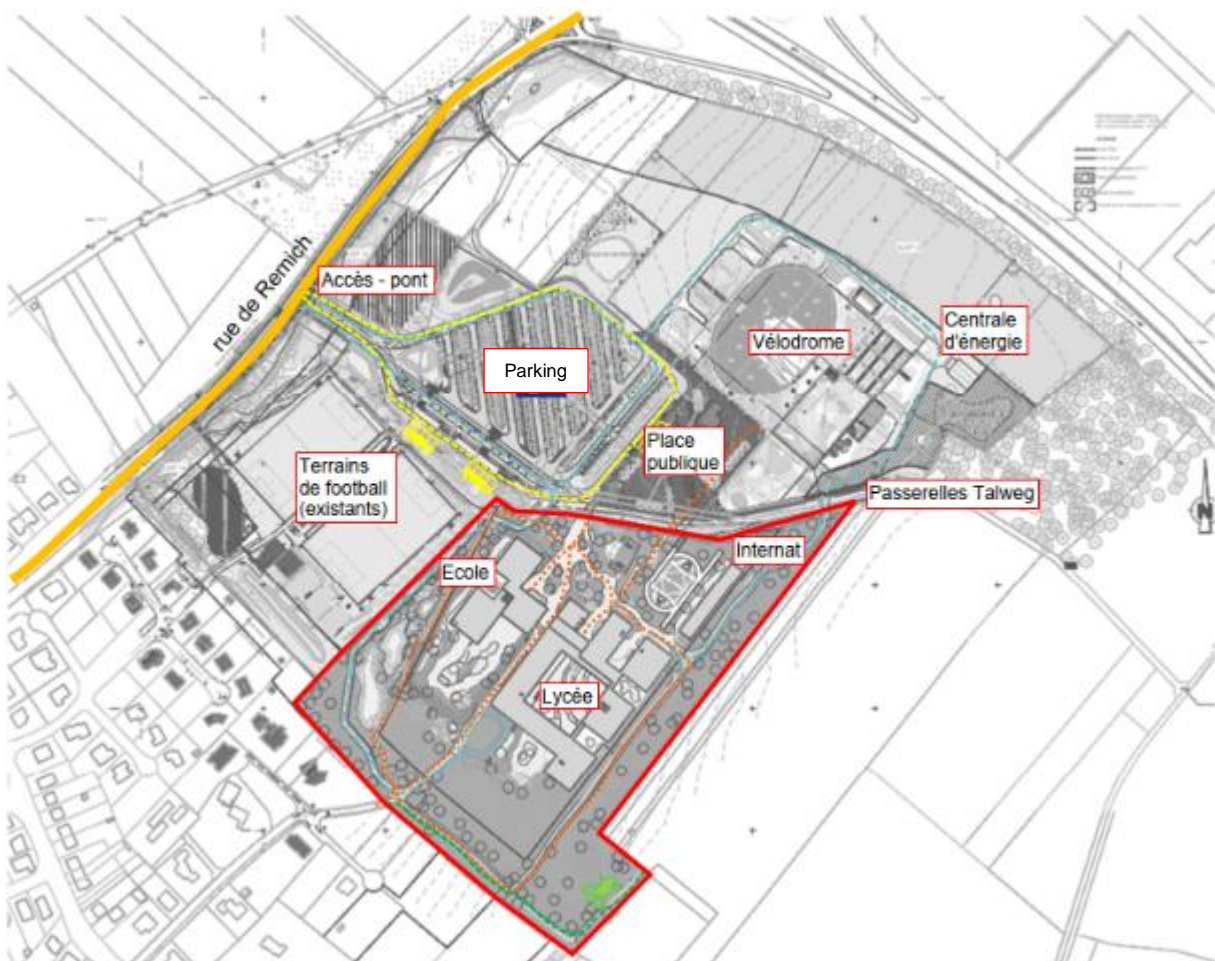 rue de Remich
Accès - pont
Parking
Vélodrome
Centrale
d'énergie
Place
publique
Terrains
de football
(existants)
Passerelles Talweg
Internat
Ecole
Lycée
N